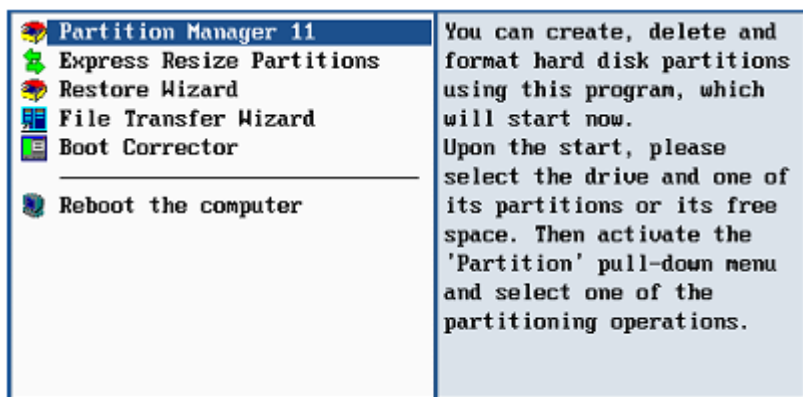 Partition Manager 11
Express Resize Partitions
Restore Wizard
File Transfer Wizard
Boot Corrector
Reboot the computer
You can create, delete and
format hard disk partitions
using this program, which
will start now.
Upon the start, please
select the drive and one of
its partitions or its free
space. Then activate the
'Partition' pull-down menu
and select one of the
partitioning operations.